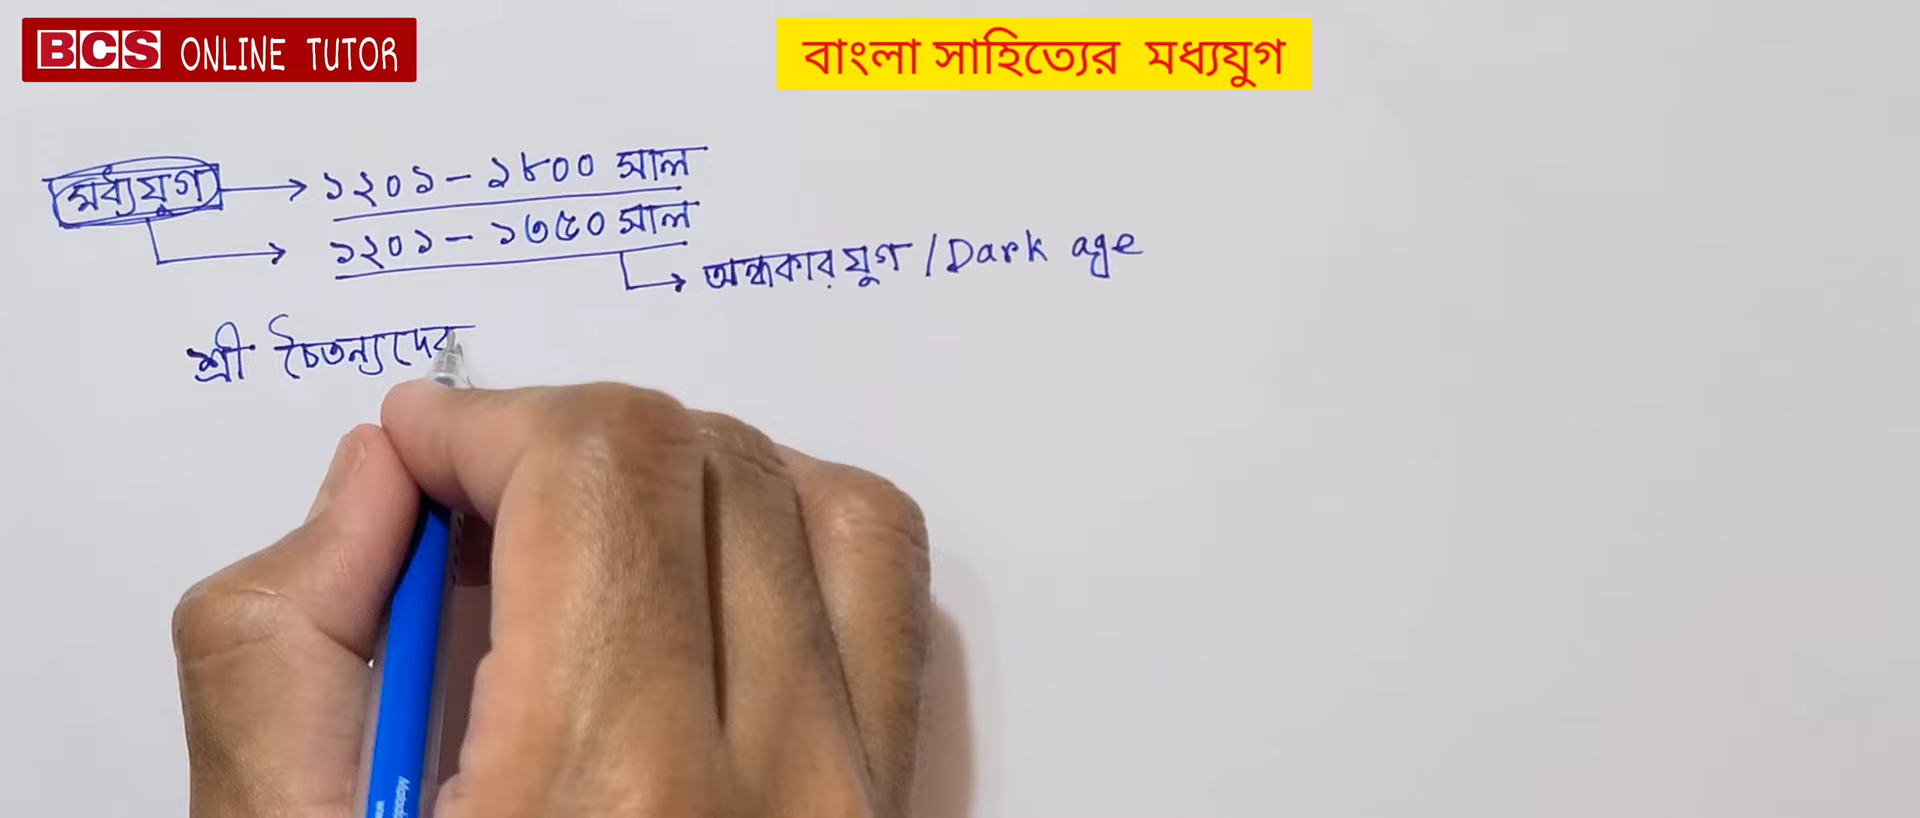 BCS ONLINE TUTOR
বাংলা সাহিত্যের মধ্যযুগ
মধ্যযুগ → ১২০১ – ১৮০০ সাল
→ ১২০১ – ১৩৫০ সাল
→ অন্ধকার যুগ / Dark age
শ্রী চৈতন্যদেব